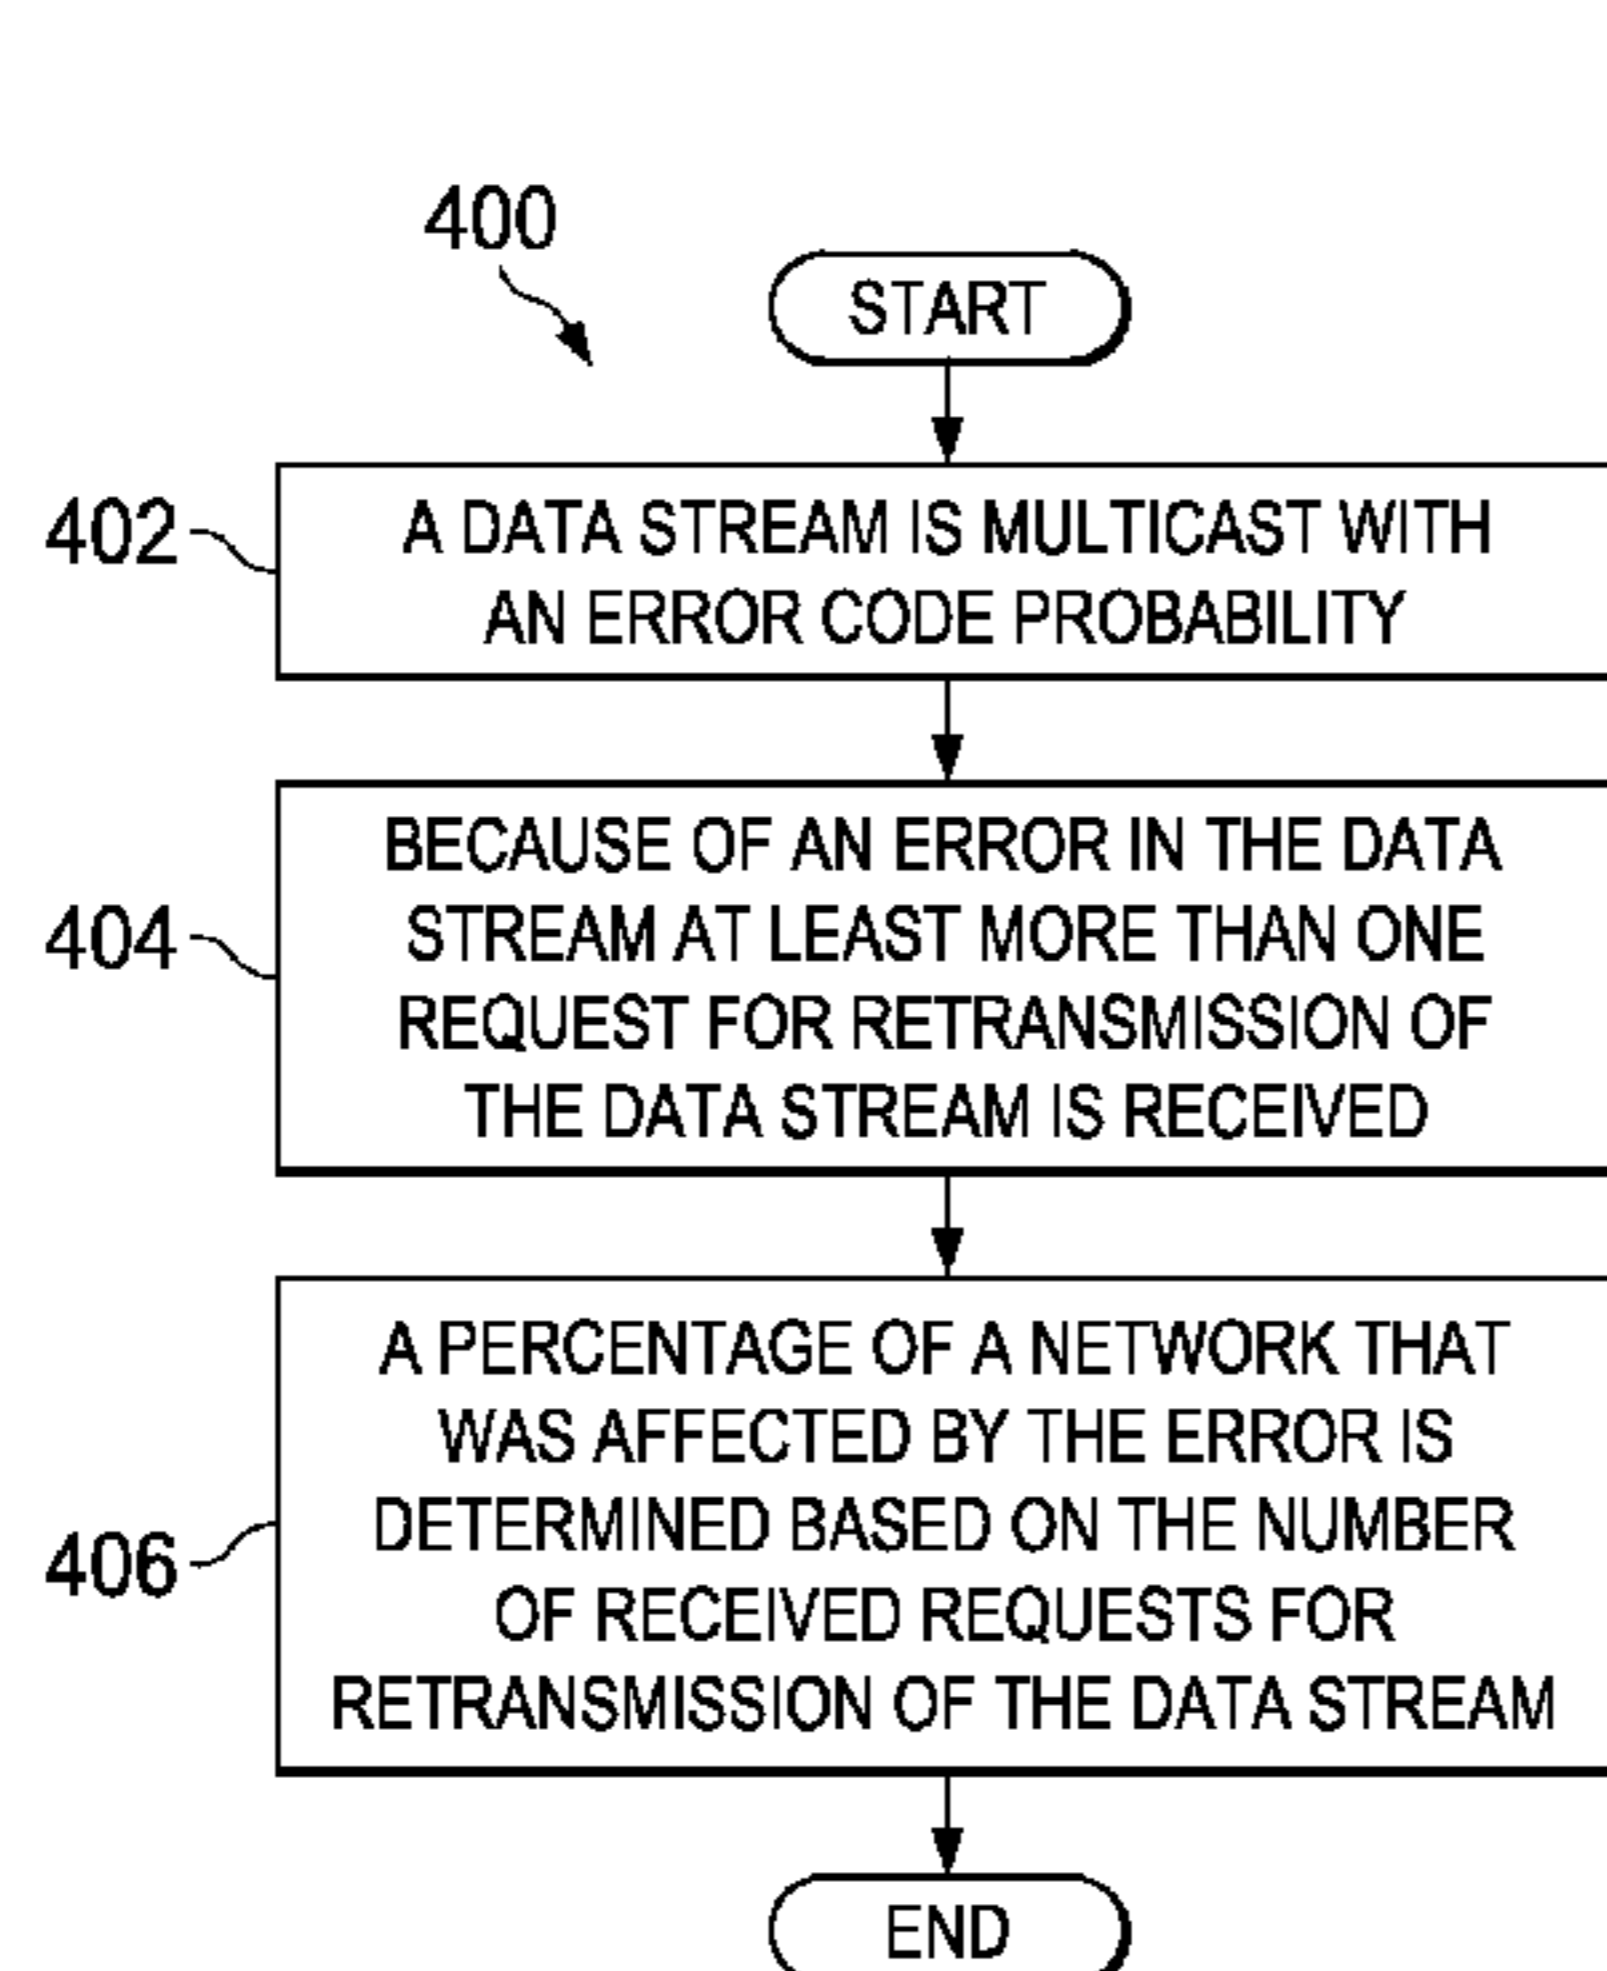 400
START
402
A DATA STREAM IS MULTICAST WITH
AN ERROR CODE PROBABILITY
BECAUSE OF AN ERROR IN THE DATA
STREAM AT LEAST MORE THAN ONE
404
REQUEST FOR RETRANSMISSION OF
THE DATA STREAM IS RECEIVED
A PERCENTAGE OF A NETWORK THAT
WAS AFFECTED BY THE ERROR IS
DETERMINED BASED ON THE NUMBER
406
OF RECEIVED REQUESTS FOR
RETRANSMISSION OF THE DATA STREAM
END